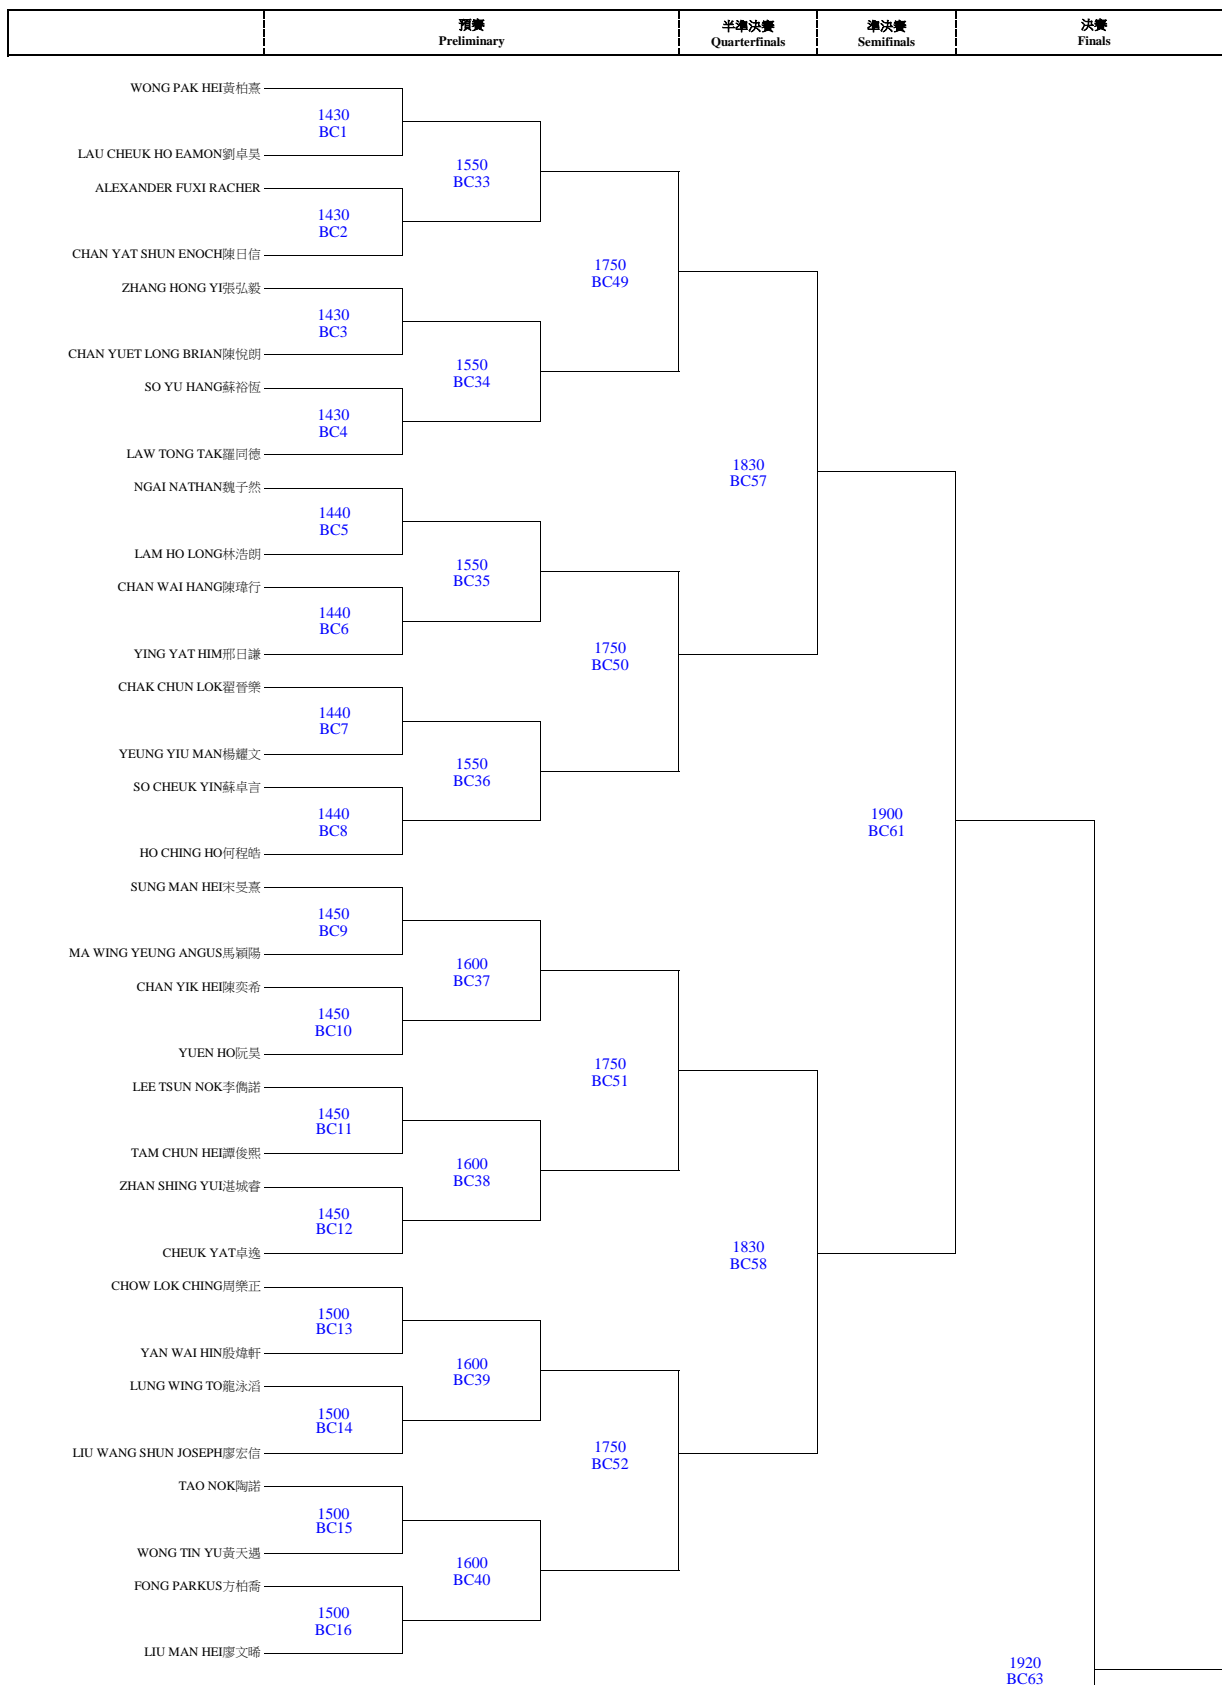 預賽 半準決賽 準決賽 決賽
Preliminary Quarterfinals Semifinals Finals
WONG PAK HEI黃柏熹
1430
BC1
LAU CHEUK HO EAMON劉卓昊
1550
BC33
ALEXANDER FUXI RACHER
1430
BC2
CHAN YAT SHUN ENOCH陳日信
1750
BC49
ZHANG HONG YI張弘毅
1430
BC3
CHAN YUET LONG BRIAN陳悅朗
1550
BC34
SO YU HANG蘇裕恆
1430
BC4
LAW TONG TAK羅同德
1830
BC57
NGAI NATHAN魏子然
1440
BC5
LAM HO LONG林浩朗
1550
BC35
CHAN WAI HANG陳瑋行
1440
BC6
YING YAT HIM邢日謙
1750
BC50
CHAK CHUN LOK翟晉樂
1440
BC7
YEUNG YIU MAN楊耀文
1550
BC36
SO CHEUK YIN蘇卓言
1440
BC8
1900
BC61
HO CHING HO何程皓
SUNG MAN HEI宋旻熹
1450
BC9
MA WING YEUNG ANGUS馬穎陽
1600
BC37
CHAN YIK HEI陳奕希
1450
BC10
YUEN HO阮昊
1750
BC51
LEE TSUN NOK李儁諾
1450
BC11
TAM CHUN HEI譚俊熙
1600
BC38
ZHAN SHING YUI湛城睿
1450
BC12
CHEUK YAT卓逸
1830
BC58
CHOW LOK CHING周樂正
1500
BC13
YAN WAI HIN殷煒軒
1600
BC39
LUNG WING TO龍泳滔
1500
BC14
LIU WANG SHUN JOSEPH廖宏信
1750
BC52
TAO NOK陶諾
1500
BC15
WONG TIN YU黃天遇
1600
BC40
FONG PARKUS方柏喬
1500
BC16
LIU MAN HEI廖文晞
1920
BC63